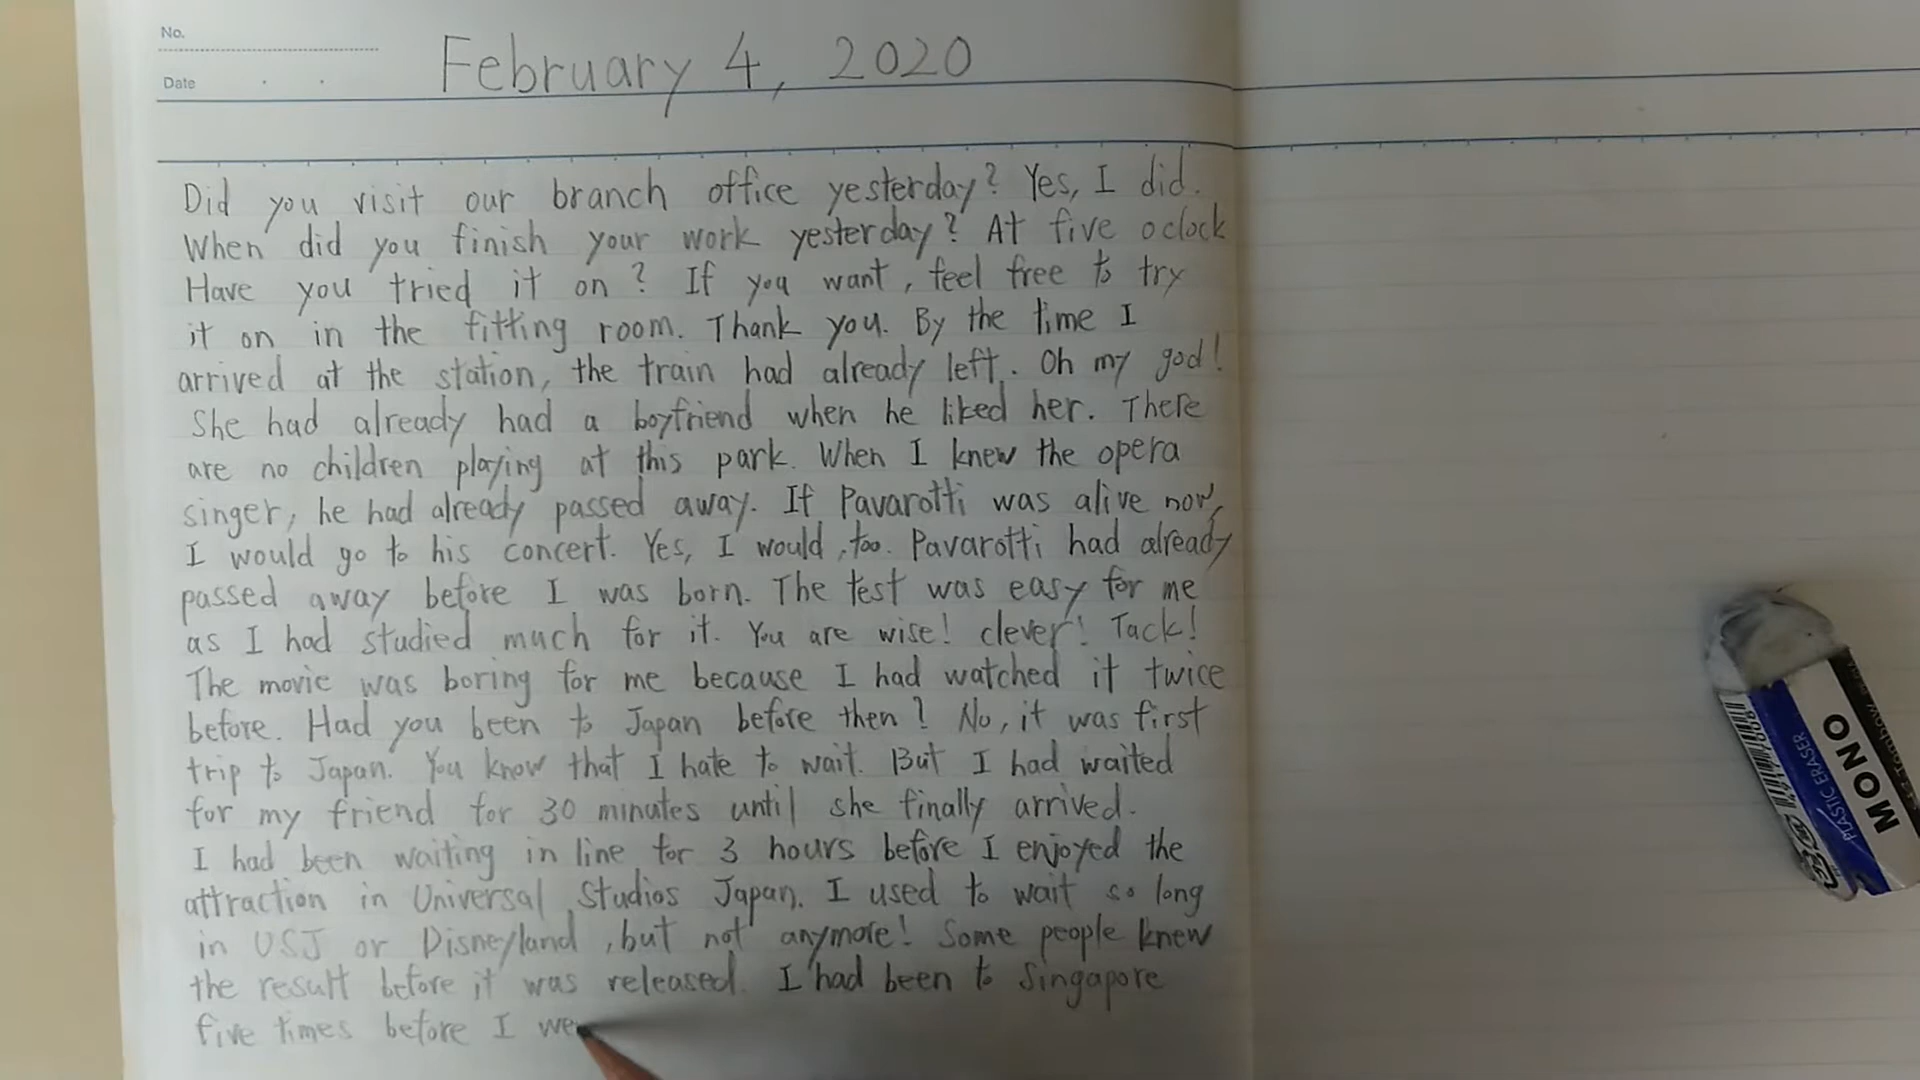 No.
Date
February 4, 2020
Did you visit our branch office yesterday? Yes, I did.
When did you finish your work yesterday? At five oclock
Have you tried it on? If you want, feel free to try
it on in the fitting room. Thank you. By the time I
arrived at the station, the train had already left. Oh my god!
She had already had a boyfriend when he liked her. There
are no children playing at this park. When I knew the opera
singer, he had already passed away. If Pavarotti was alive now,
I would go to his concert. Yes, I would, too. Pavarotti had already
passed away before I was born. The test was easy for me
as I had studied much for it. You are wise! clever! Tack!
The movie was boring for me because I had watched it twice
before. Had you been to Japan before then? No, it was first
trip to Japan. You know that I hate to wait. But I had waited
for my friend for 30 minutes until she finally arrived.
I had been waiting in line for 3 hours before I enjoyed the
attraction in Universal Studios Japan. I used to wait so long
in USJ or Disneyland, but not anymore! Some people knew
the result before it was released. I had been to Singapore
five times before I we
MONO
PLASTIC ERASER